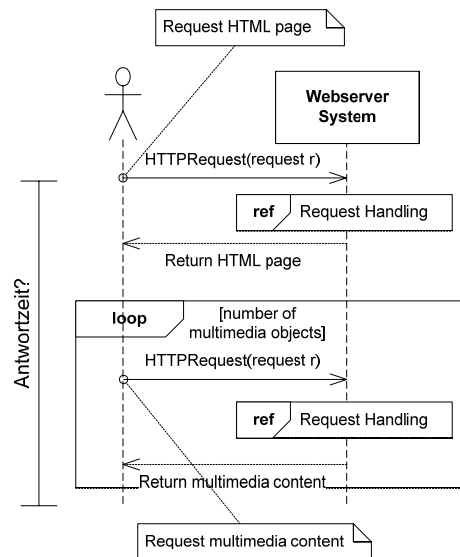 Request HTML page
Webserver
System
HTTPRequest(request r)
ref
Request Handling
Return HTML page
Antwortzeit?
loop
[number of
multimedia objects]
HTTPRequest(request r)
ref
Request Handling
Return multimedia content
Request multimedia content